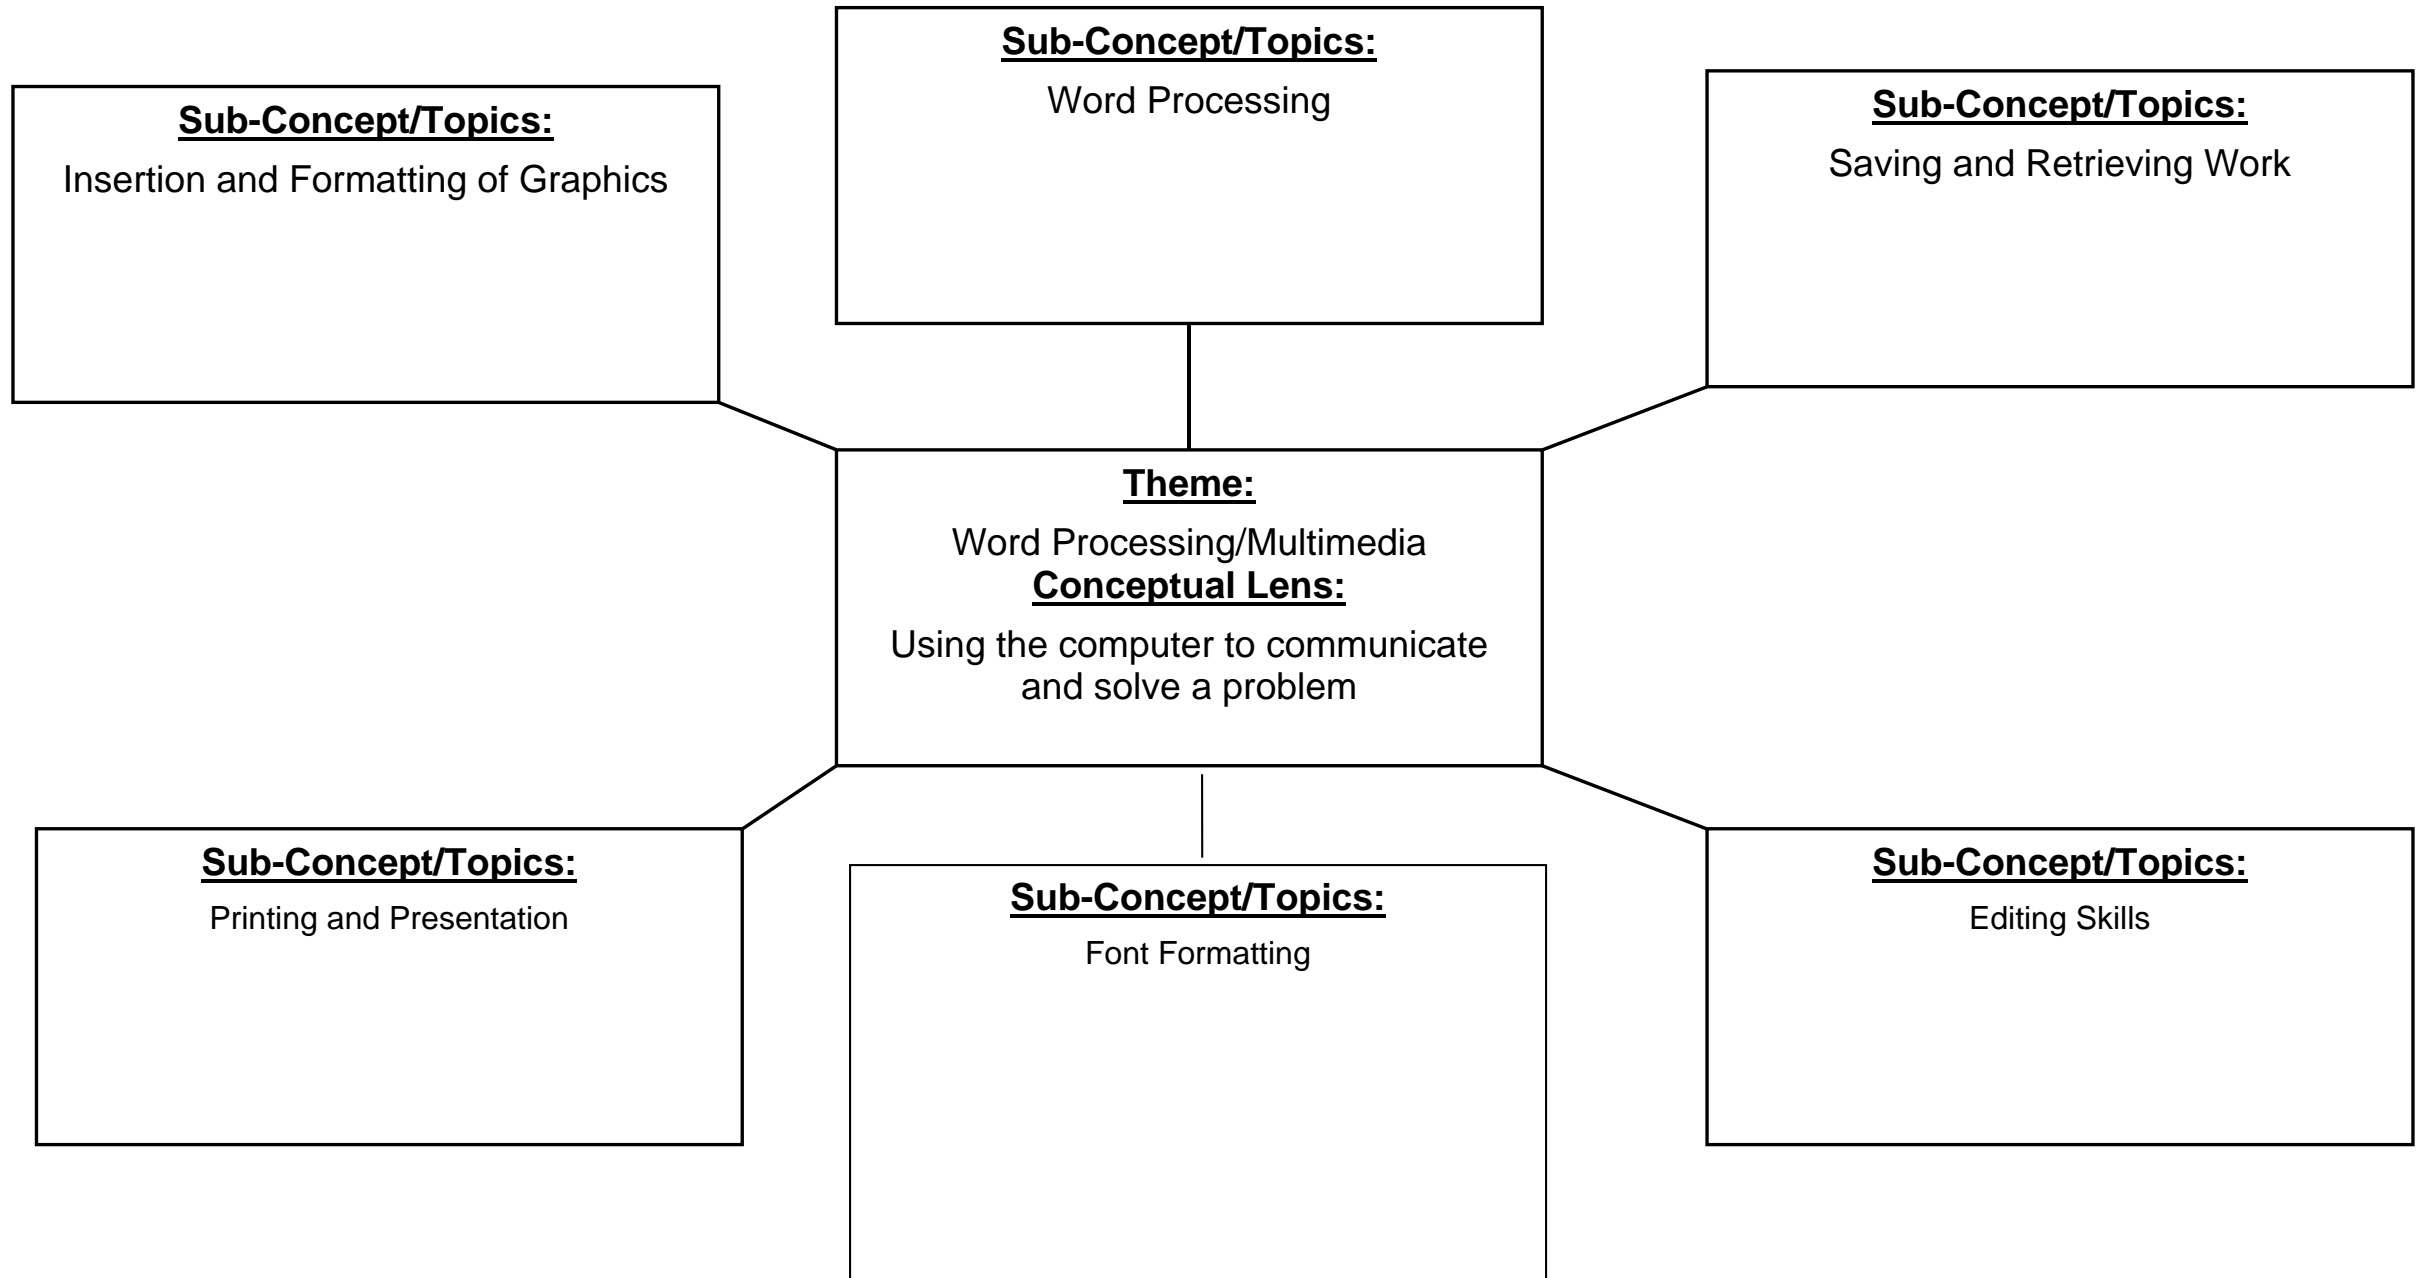 Sub-Concept/Topics:
Word Processing
Sub-Concept/Topics:
Insertion and Formatting of Graphics
Sub-Concept/Topics:
Saving and Retrieving Work
Theme:
Word Processing/Multimedia
Conceptual Lens:
Using the computer to communicate
and solve a problem
Sub-Concept/Topics:
Printing and Presentation
Sub-Concept/Topics:
Font Formatting
Sub-Concept/Topics:
Editing Skills